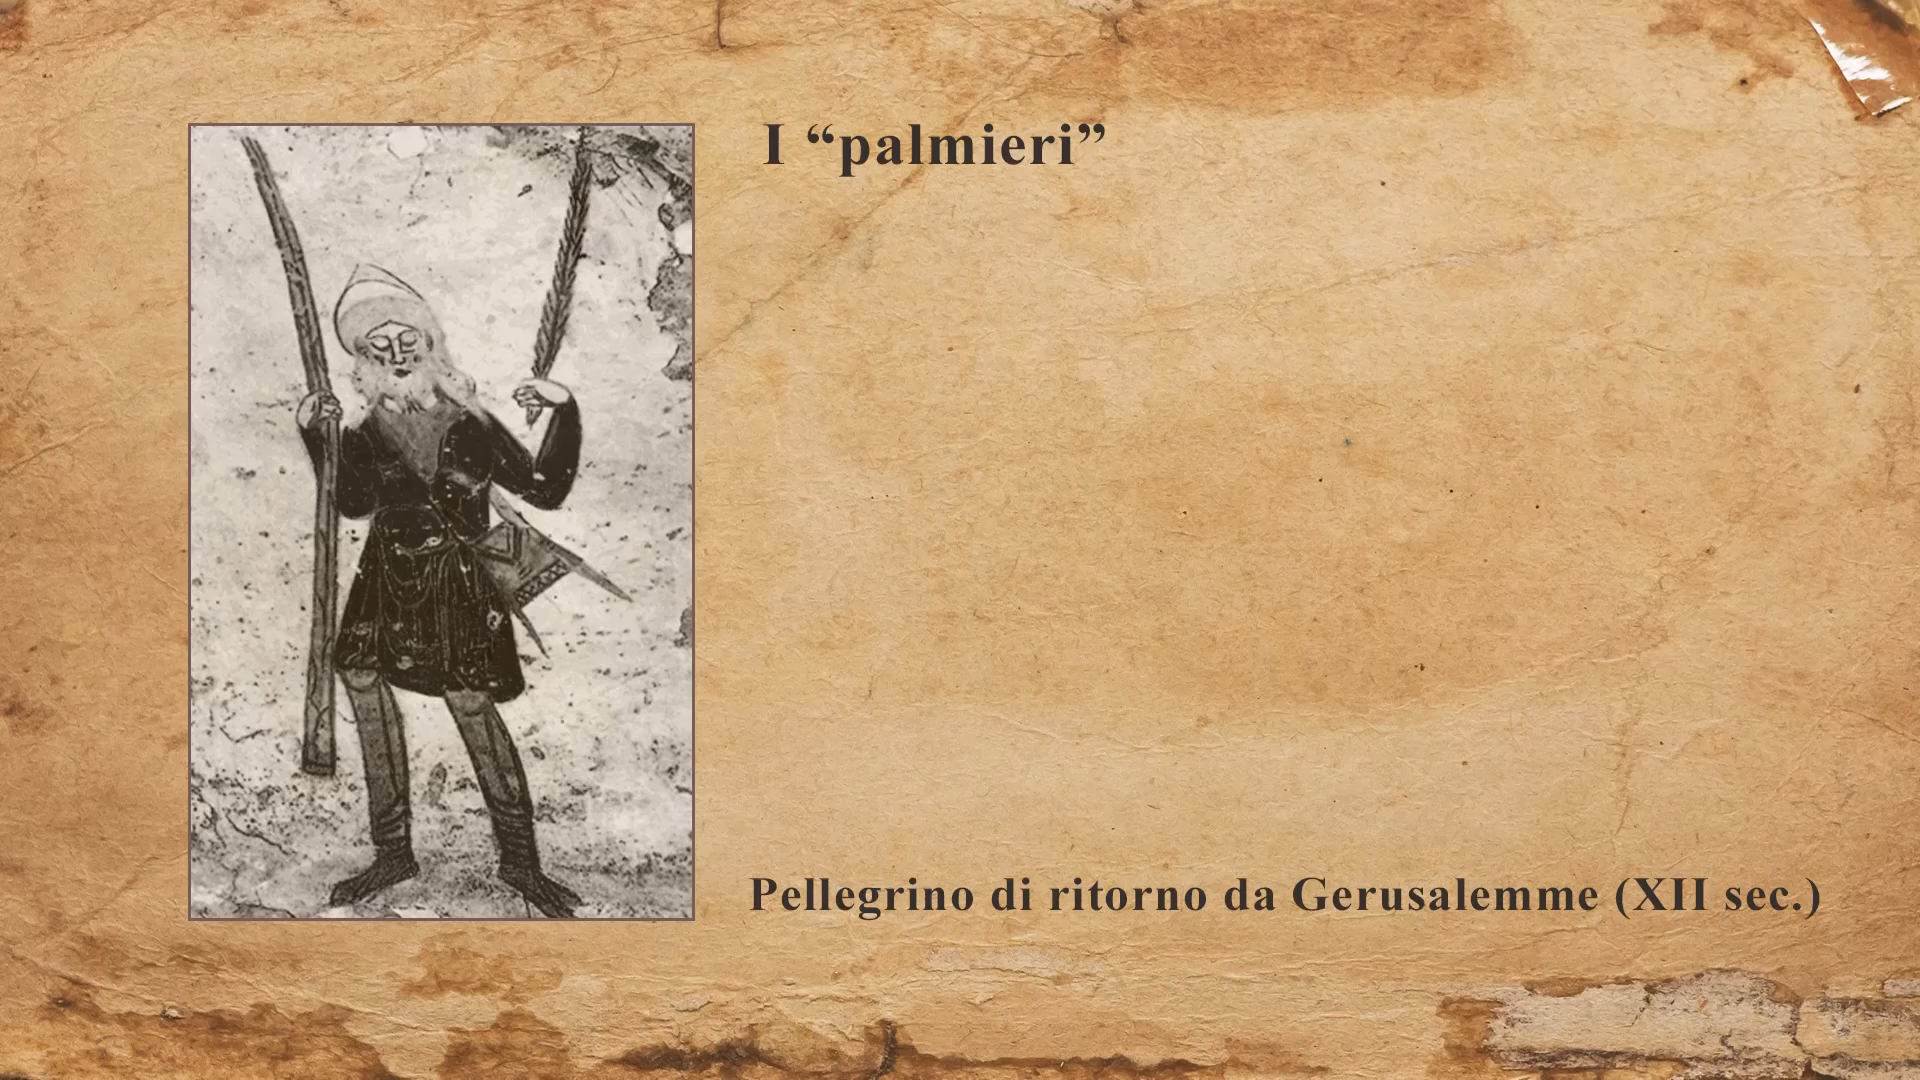 I “palmieri”
Pellegrino di ritorno da Gerusalemme (XII sec.)